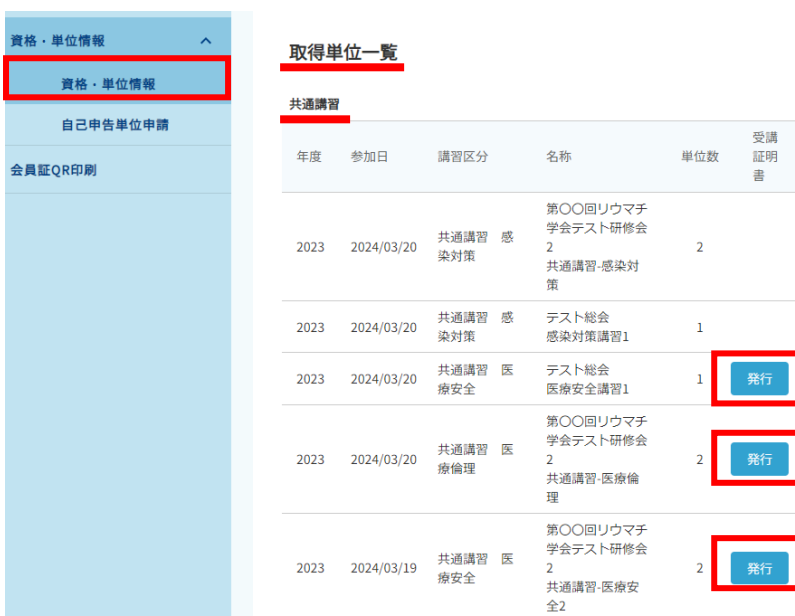 資格・単位情報
資格・単位情報
自己申告単位申請
会員証QR印刷
取得単位一覧
共通講習
年度 参加日 講習区分 名称 単位数 受講
証明
書
2023 2024/03/20 共通講習 感
染対策 第〇〇回リウマチ
学会テスト研修会
2
共通講習-感染対
策 2
2023 2024/03/20 共通講習 感
染対策 テスト総会
感染対策講習1 1
2023 2024/03/20 共通講習 医
療安全 テスト総会
医療安全講習1 1 発行
2023 2024/03/20 共通講習 医
療倫理 第〇〇回リウマチ
学会テスト研修会
2
共通講習-医療倫
理 2 発行
2023 2024/03/19 共通講習 医
療安全 第〇〇回リウマチ
学会テスト研修会
2
共通講習-医療安
全2 2 発行